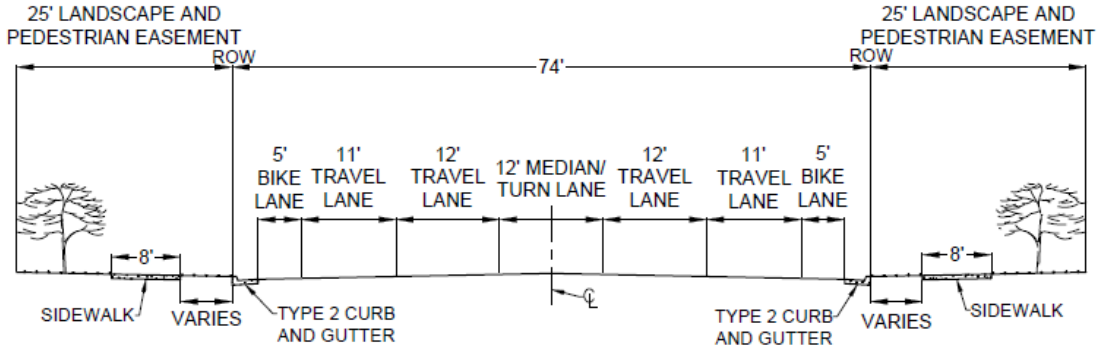 25' LANDSCAPE AND
PEDESTRIAN EASEMENT
25' LANDSCAPE AND
PEDESTRIAN EASEMENT
ROW
ROW
74'
5'
BIKE
LANE
11'
TRAVEL
LANE
12'
TRAVEL
LANE
12' MEDIAN/
TURN LANE
12'
TRAVEL
LANE
11'
TRAVEL
LANE
5'
BIKE
LANE
8'
8'
SIDEWALK
VARIES
TYPE 2 CURB
AND GUTTER
CL
TYPE 2 CURB
AND GUTTER
VARIES
SIDEWALK